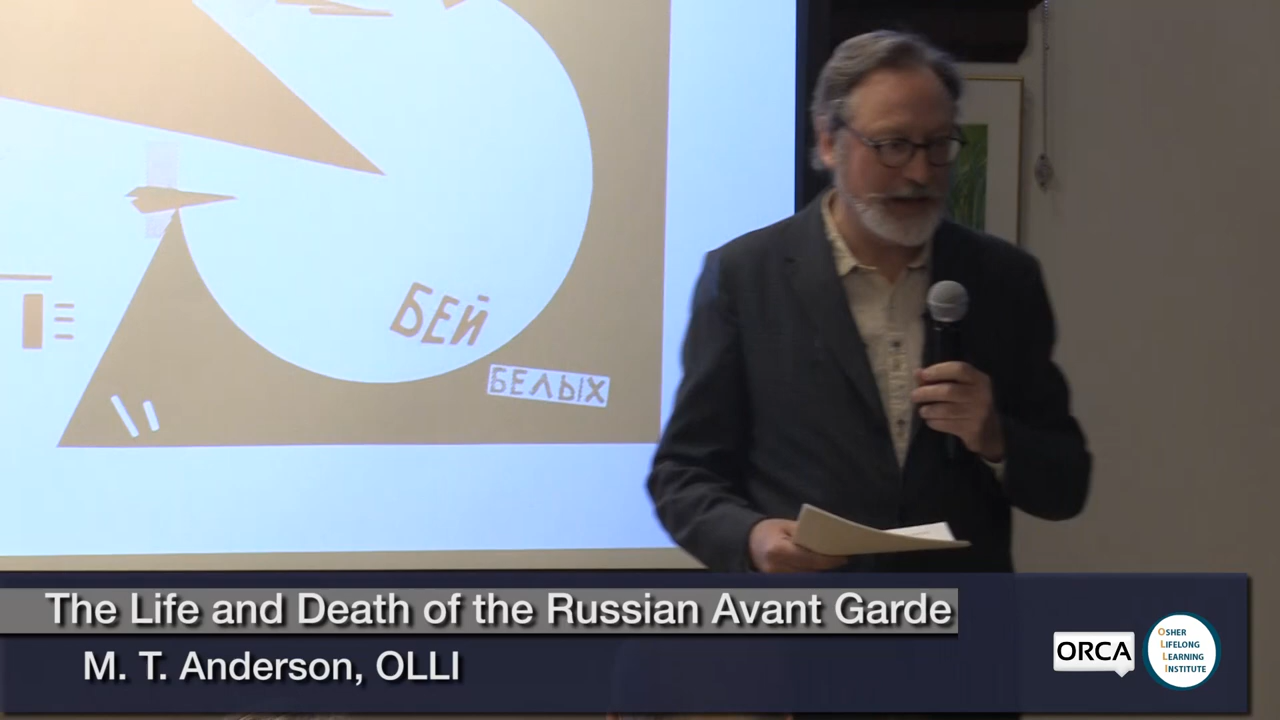 БЕЙ
БЕЛЫХ
The Life and Death of the Russian Avant Garde
M. T. Anderson, OLLI
ORCA
OSHER
LIFELONG
LEARNING
INSTITUTE